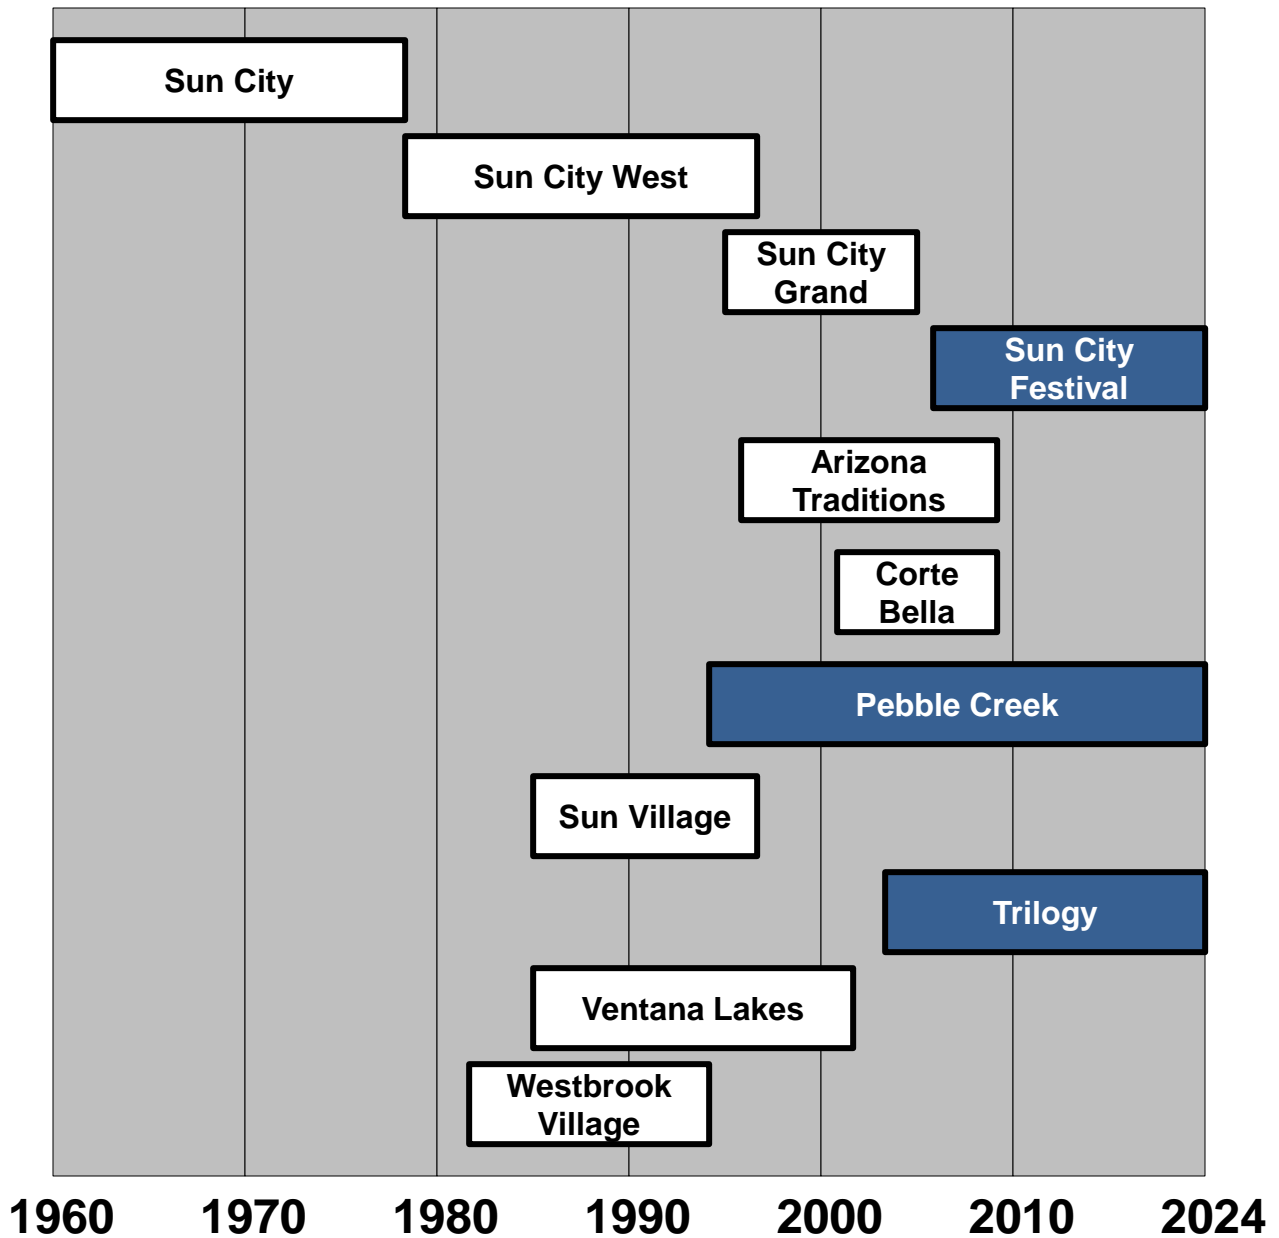 Sun City
Sun City West
Sun City
Grand
Sun City
Festival
Arizona
Traditions
Corte
Bella
Pebble Creek
Sun Village
Trilogy
Ventana Lakes
Westbrook
Village
1960 1970 1980 1990 2000 2010 2024